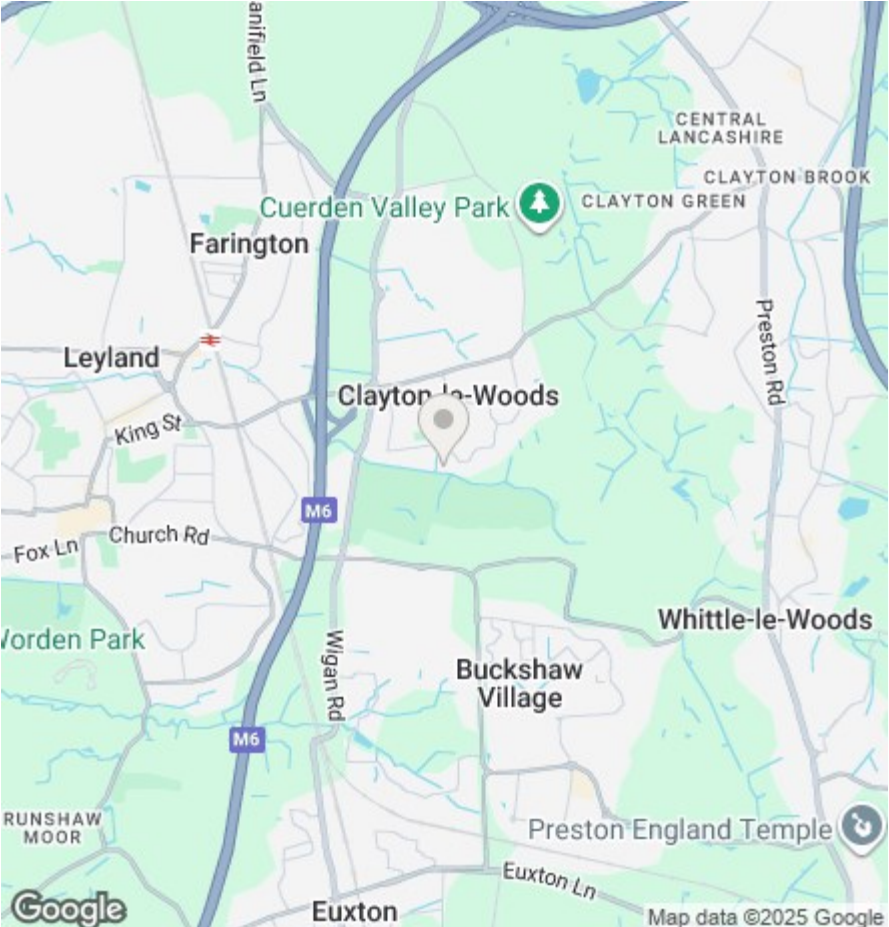 anifield Ln
CENTRAL
LANCASHIRE
CLAYTON BROOK
Cuerden Valley Park
CLAYTON GREEN
Farington
Preston Rd
Leyland
Clayton-le-Woods
King St
M6
Church Rd
Fox Ln
Whittle-le-Woods
Worden Park
Wigan Rd
Buckshaw
Village
M6
RUNSHAW
MOOR
Preston England Temple
Euxton Ln
Euxton
Google
Map data ©2025 Google